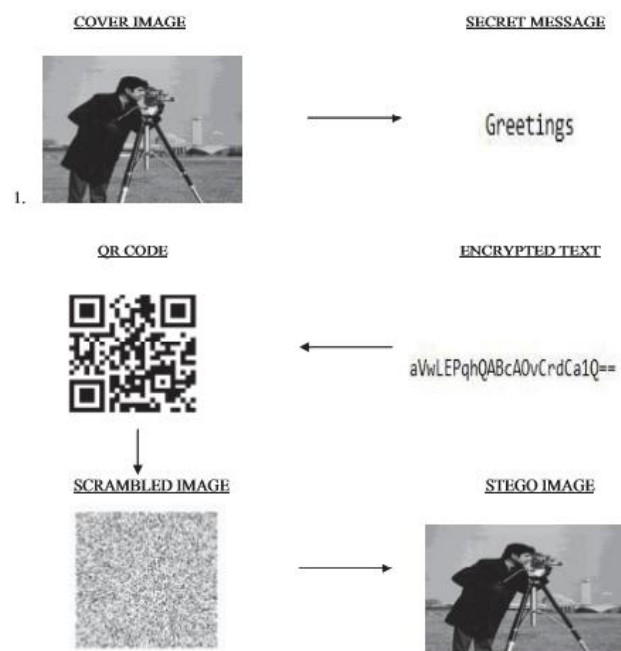 COVER IMAGE
SECRET MESSAGE
Greetings
1.
QR CODE
ENCRYPTED TEXT
aVwLEPqhQABcAOvCrdCa1Q==
SCRAMBLED IMAGE
STEGO IMAGE